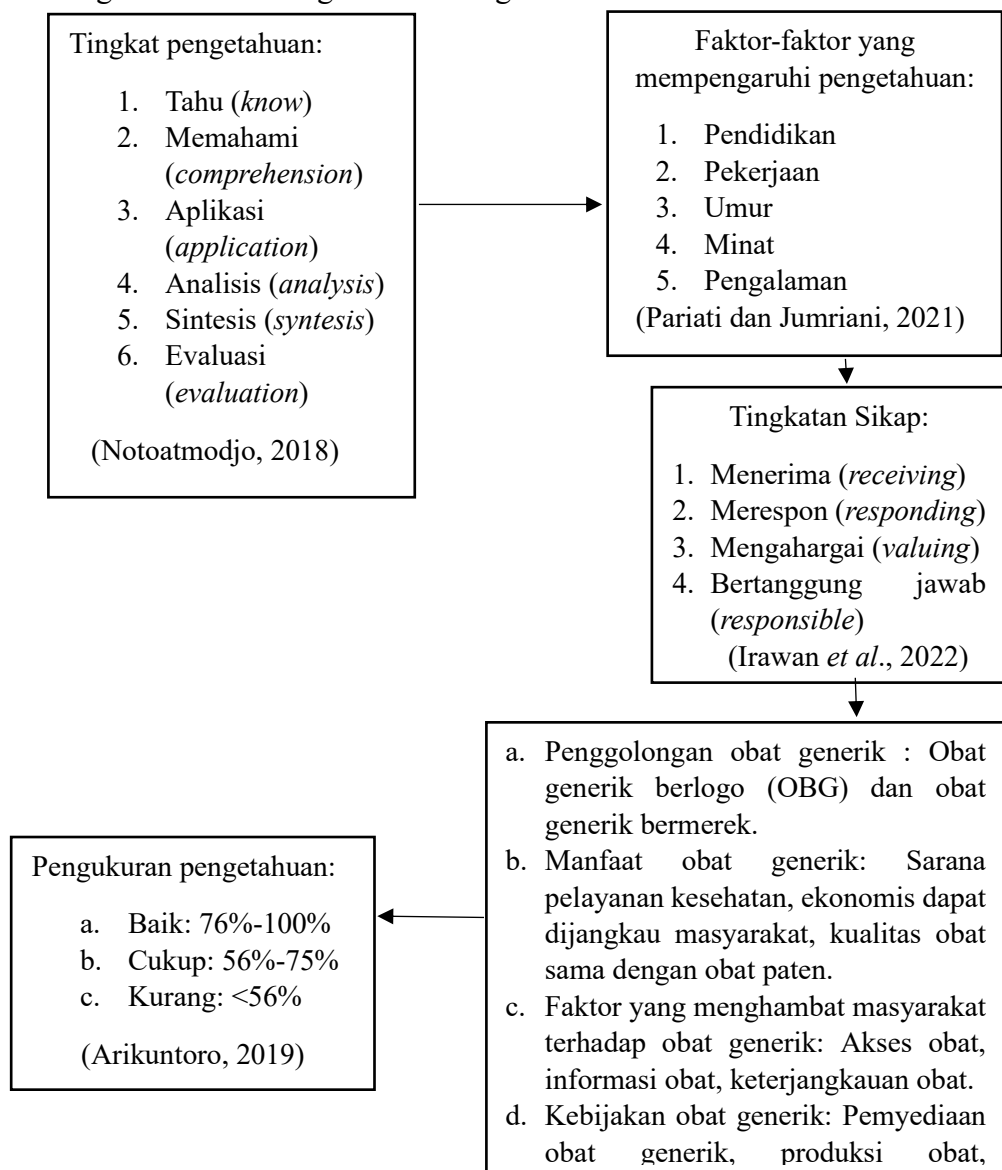 Tingkat pengetahuan:
1. Tahu (know)
2. Memahami
(comprehension)
3. Aplikasi
(application)
4. Analisis (analysis)
5. Sintesis (syntesis)
6. Evaluasi
(evaluation)
(Notoatmodjo, 2018)
Faktor-faktor yang
mempengaruhi pengetahuan:
1. Pendidikan
2. Pekerjaan
3. Umur
4. Minat
5. Pengalaman
(Pariati dan Jumriani, 2021)
Tingkatan Sikap:
1. Menerima (receiving)
2. Merespon (responding)
3. Mengahargai (valuing)
4. Bertanggung jawab
(responsible)
(Irawan et al., 2022)
a. Penggolongan obat generik : Obat
generik berlogo (OBG) dan obat
generik bermerek.
b. Manfaat obat generik: Sarana
pelayanan kesehatan, ekonomis dapat
dijangkau masyarakat, kualitas obat
sama dengan obat paten.
c. Faktor yang menghambat masyarakat
terhadap obat generik: Akses obat,
informasi obat, keterjangkauan obat.
d. Kebijakan obat generik: Pemyediaan
obat generik, produksi obat,
Pengukuran pengetahuan:
a. Baik: 76%-100%
b. Cukup: 56%-75%
c. Kurang: <56%
(Arikuntoro, 2019)